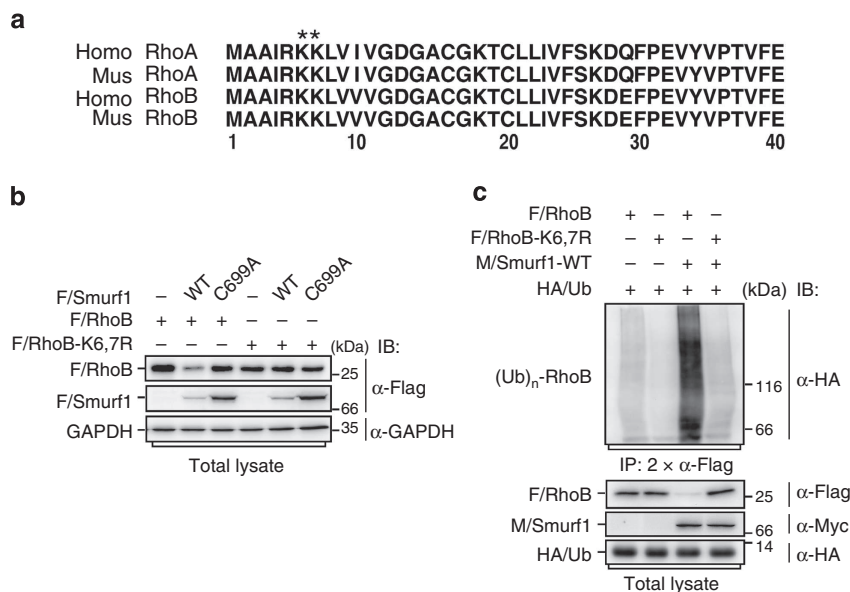 a
**
Homo RhoA MAAIRKKLVIVGDGACGKTCLLIVFSKDQFPEVYVPTVFE
Mus RhoA MAAIRKKLVIVGDGACGKTCLLIVFSKDQFPEVYVPTVFE
Homo RhoB MAAIRKKLVVVGDGACGKTCLLIVFSKDEFPEVYVPTVFE
Mus RhoB MAAIRKKLVVVGDGACGKTCLLIVFSKDEFPEVYVPTVFE
1 10 20 30 40
b
F/Smurf1 – WT C699A – WT C699A
F/RhoB + + + – – –
F/RhoB-K6,7R – – – + + + (kDa) IB:
F/RhoB 25
α-Flag
F/Smurf1 66
GAPDH 35 α-GAPDH
Total lysate
c
F/RhoB + – + –
F/RhoB-K6,7R – + – +
M/Smurf1-WT – – + +
HA/Ub + + + + (kDa) IB:
(Ub)n-RhoB
116 α-HA
66
IP: 2 × α-Flag
F/RhoB 25 α-Flag
M/Smurf1 66 α-Myc
HA/Ub 14 α-HA
Total lysate